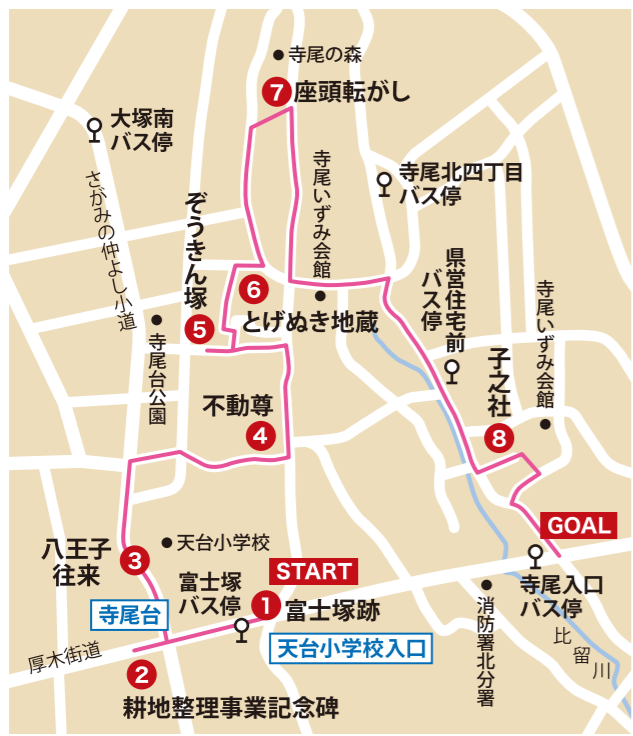 寺尾の森
7 座頭転がし
大塚南
バス停
寺尾いずみ会館
寺尾北四丁目
バス停
さがみの仲よし小道
ぞうきん塚
5
6
とげぬき地蔵
県営住宅前
バス停
寺尾いずみ会館
寺尾台公園
子之社
8
不動尊
4
GOAL
八王子
往来
3
天台小学校
START
富士塚
バス停
1 富士塚跡
寺尾台
天台小学校入口
寺尾入口
バス停
消防署北分署
比留川
厚木街道
2
耕地整理事業記念碑